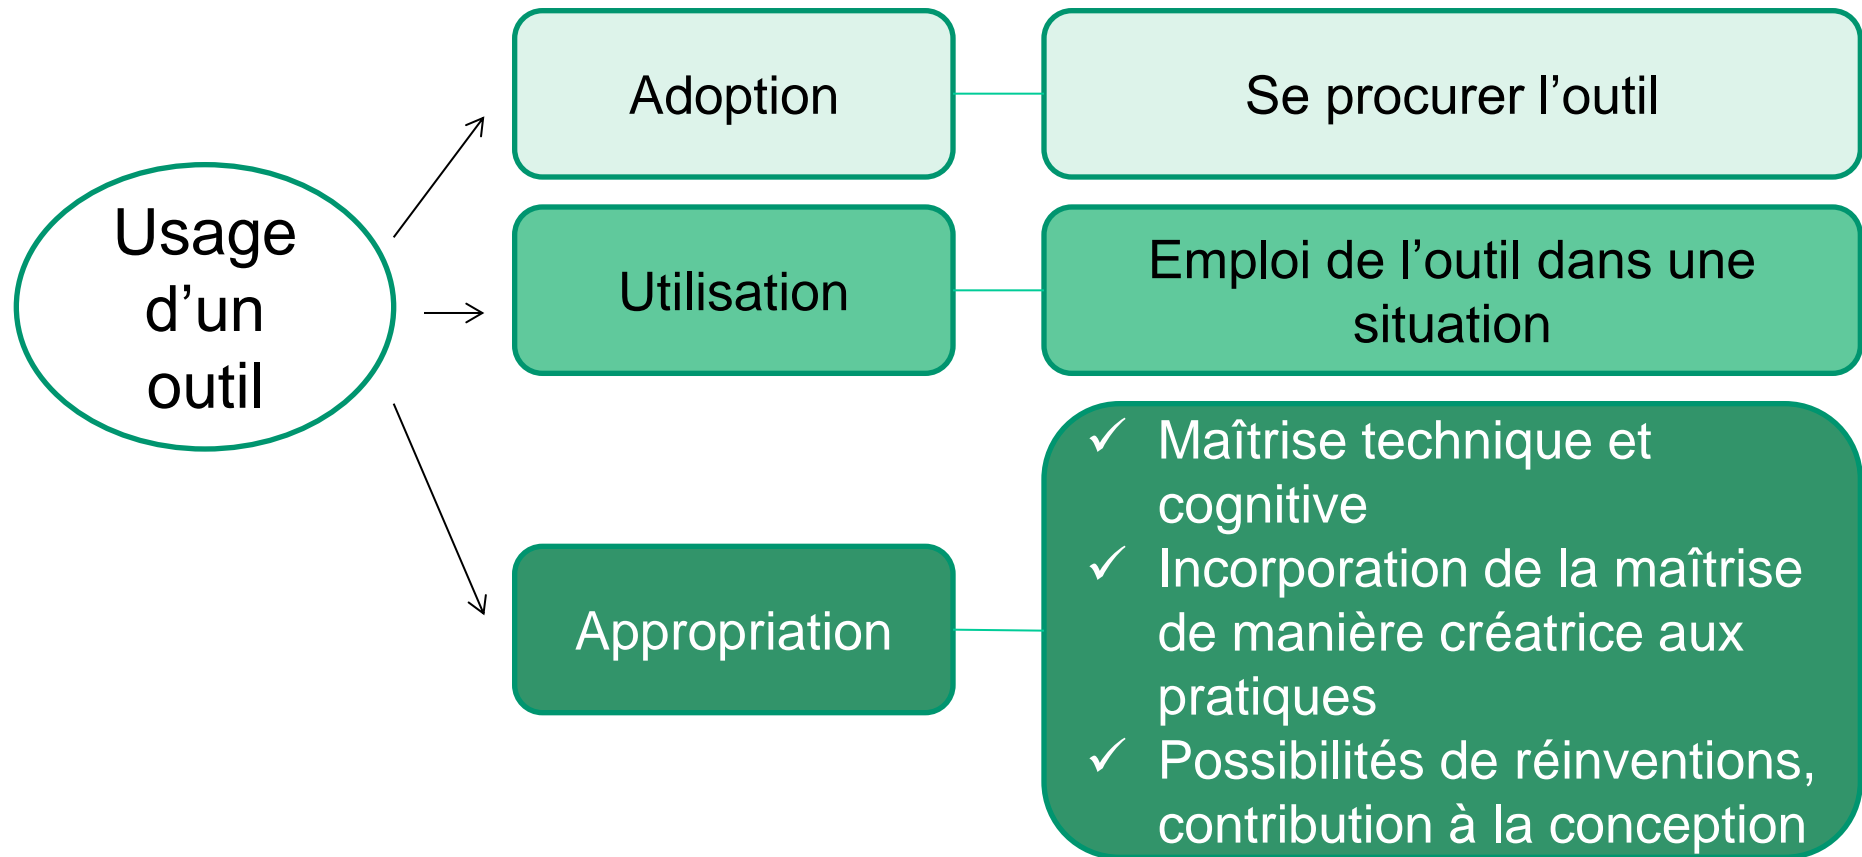 Usage
d’un
outil
Adoption
Se procurer l’outil
Utilisation
Emploi de l’outil dans une
situation
Appropriation
✓ Maîtrise technique et
cognitive
✓ Incorporation de la maîtrise
de manière créatrice aux
pratiques
✓ Possibilités de réinventions,
contribution à la conception